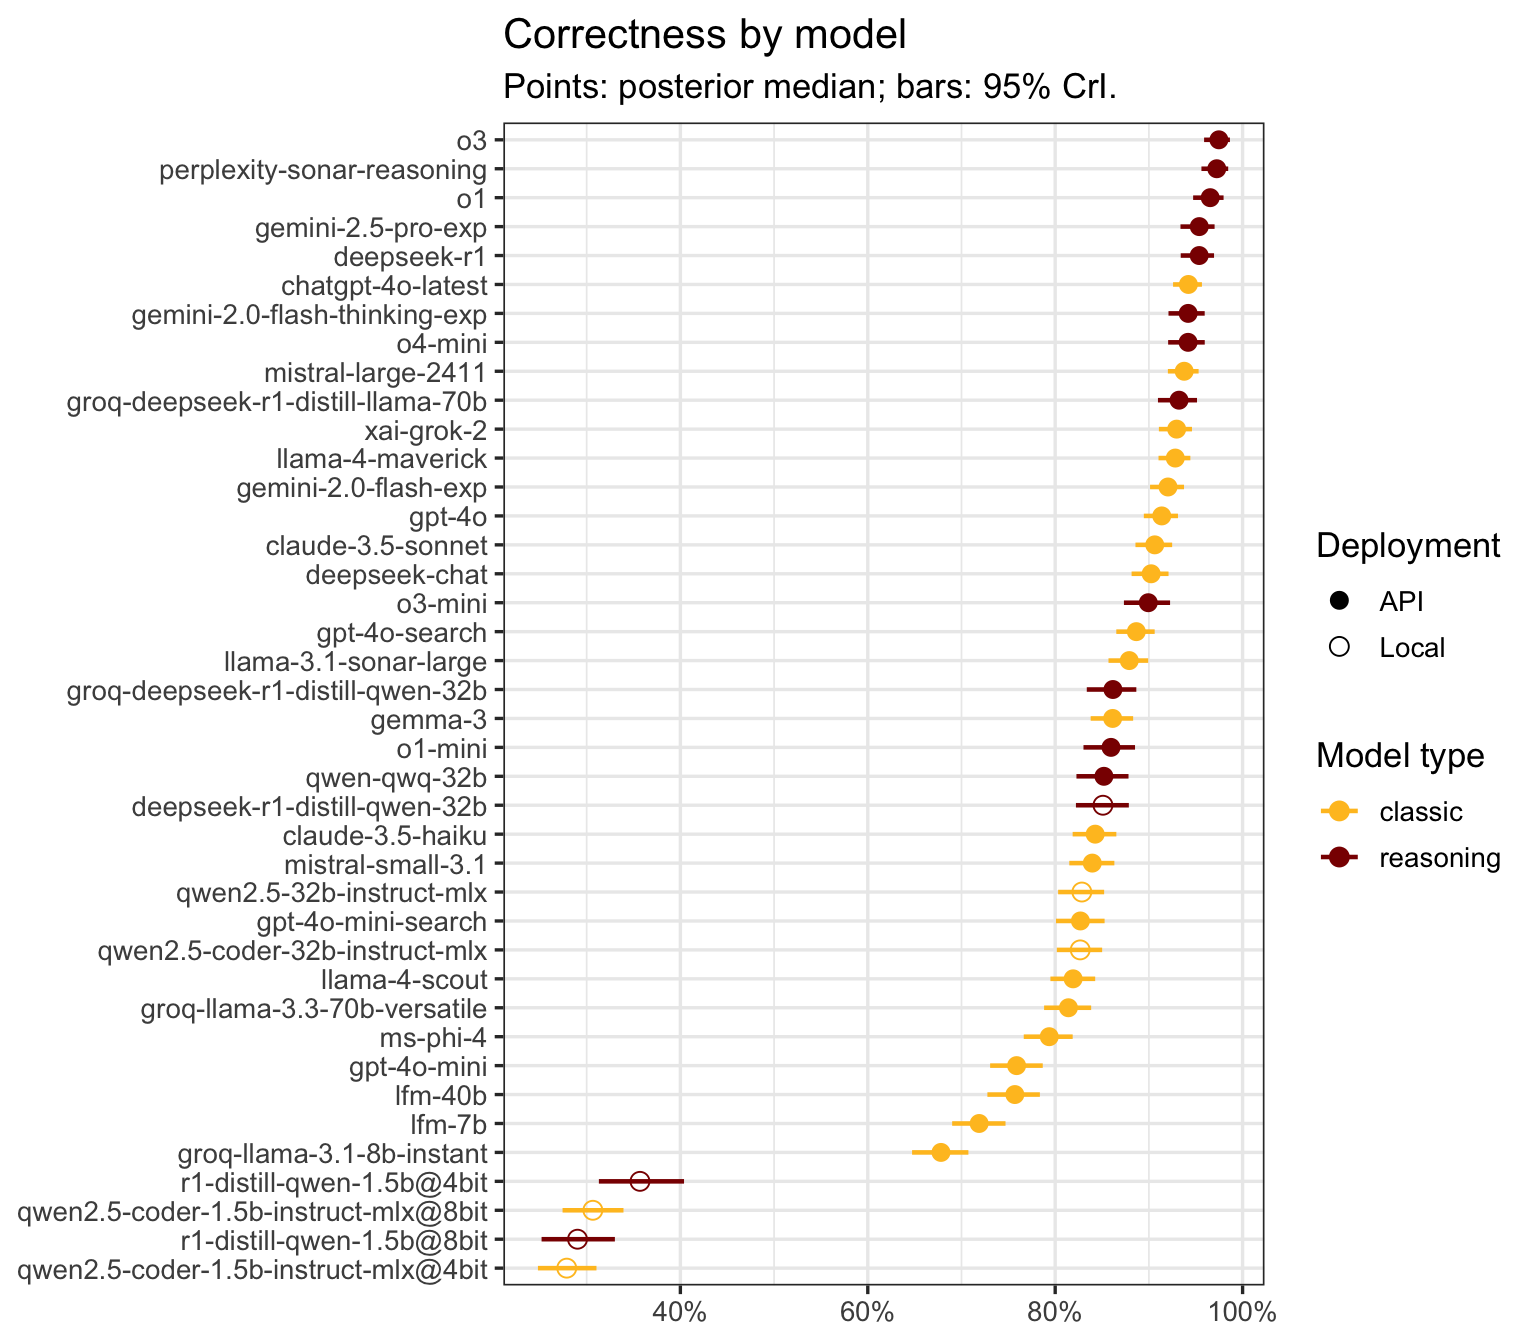 Correctness by model
Points: posterior median; bars: 95% CrI.
o3
perplexity-sonar-reasoning
o1
gemini-2.5-pro-exp
deepseek-r1
chatgpt-4o-latest
gemini-2.0-flash-thinking-exp
o4-mini
mistral-large-2411
groq-deepseek-r1-distill-llama-70b
xai-grok-2
llama-4-maverick
gemini-2.0-flash-exp
gpt-4o
claude-3.5-sonnet
deepseek-chat
o3-mini
gpt-4o-search
llama-3.1-sonar-large
groq-deepseek-r1-distill-qwen-32b
gemma-3
o1-mini
qwen-qwq-32b
deepseek-r1-distill-qwen-32b
claude-3.5-haiku
mistral-small-3.1
qwen2.5-32b-instruct-mlx
gpt-4o-mini-search
qwen2.5-coder-32b-instruct-mlx
llama-4-scout
groq-llama-3.3-70b-versatile
ms-phi-4
gpt-4o-mini
lfm-40b
lfm-7b
groq-llama-3.1-8b-instant
r1-distill-qwen-1.5b@4bit
qwen2.5-coder-1.5b-instruct-mlx@8bit
r1-distill-qwen-1.5b@8bit
qwen2.5-coder-1.5b-instruct-mlx@4bit
40% 60% 80% 100%
Deployment
API
Local
Model type
classic
reasoning